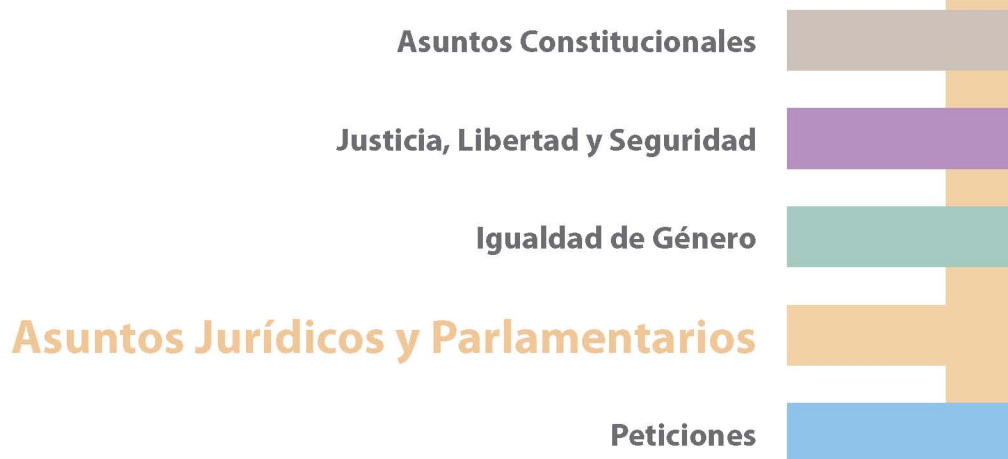 Asuntos Constitucionales
Justicia, Libertad y Seguridad
Igualdad de Género
Asuntos Jurídicos y Parlamentarios
Peticiones